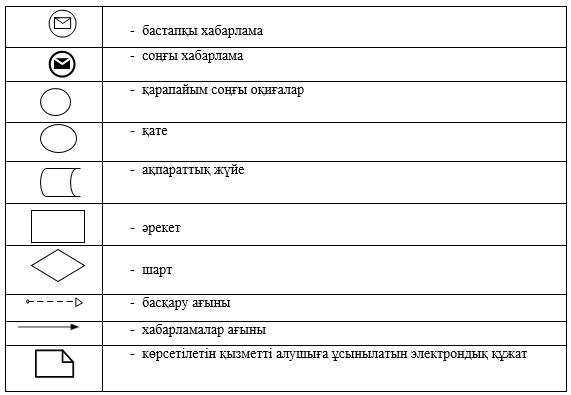 - бастапқы хабарлама
- соңғы хабарлама
- қарапайым соңғы оқиғалар
- қате
- ақпараттық жүйе
- әрекет
- шарт
- басқару ағыны
- хабарламалар ағыны
- көрсетілетін қызметті алушыға ұсынылатын электрондық құжат